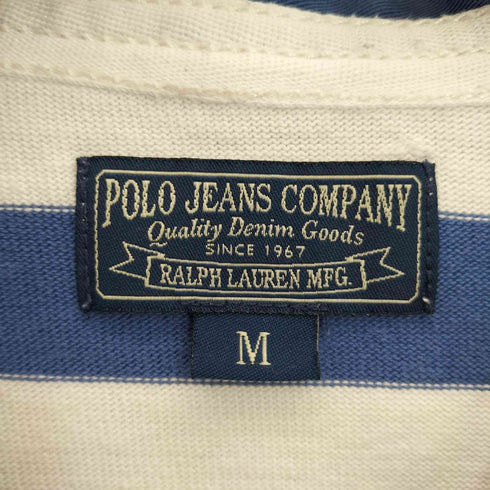 POLO JEANS COMPANY
Quality Denim Goods
SINCE 1967
RALPH LAUREN MFG.
M